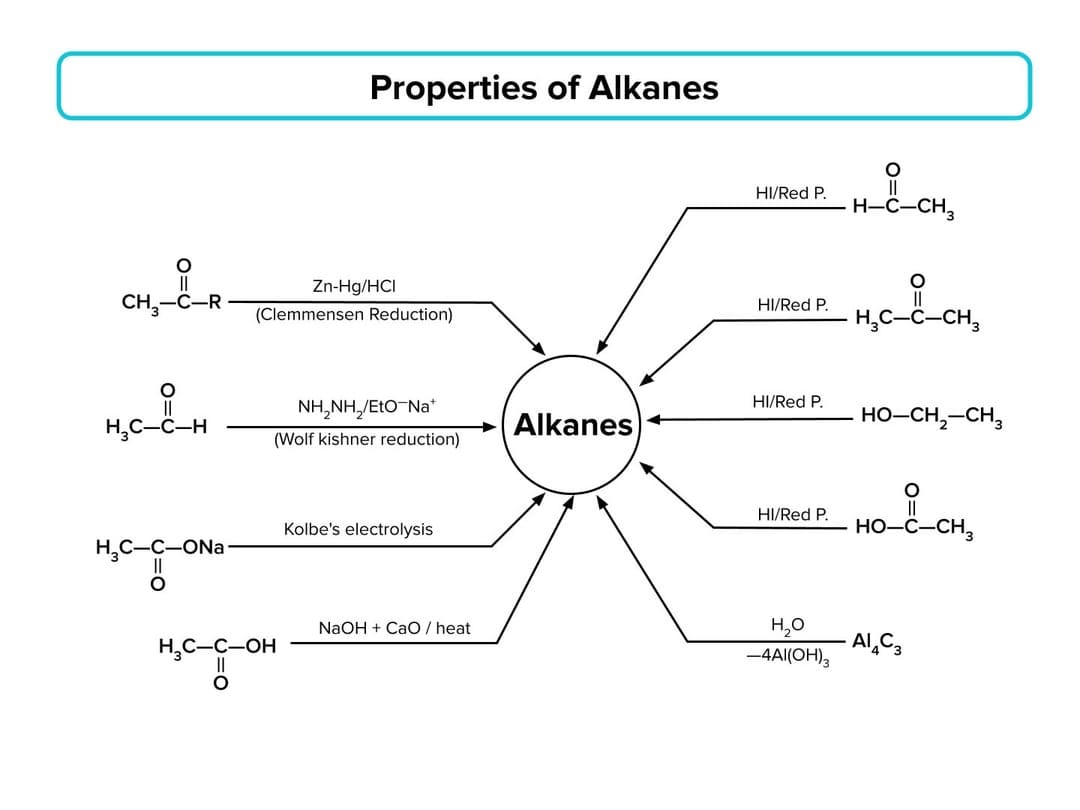 Properties of Alkanes
O
||
CH₃—C—R
Zn-Hg/HCl
(Clemmensen Reduction)
O
||
H₃C—C—H
NH₂NH₂/EtO⁻Na⁺
(Wolf kishner reduction)
H₃C—C—ONa
||
O
Kolbe's electrolysis
H₃C—C—OH
||
O
NaOH + CaO / heat
Alkanes
HI/Red P.
O
||
H—C—CH₃
HI/Red P.
O
||
H₃C—C—CH₃
HI/Red P.
HO—CH₂—CH₃
HI/Red P.
O
||
HO—C—CH₃
H₂O
—4Al(OH)₃
Al₄C₃